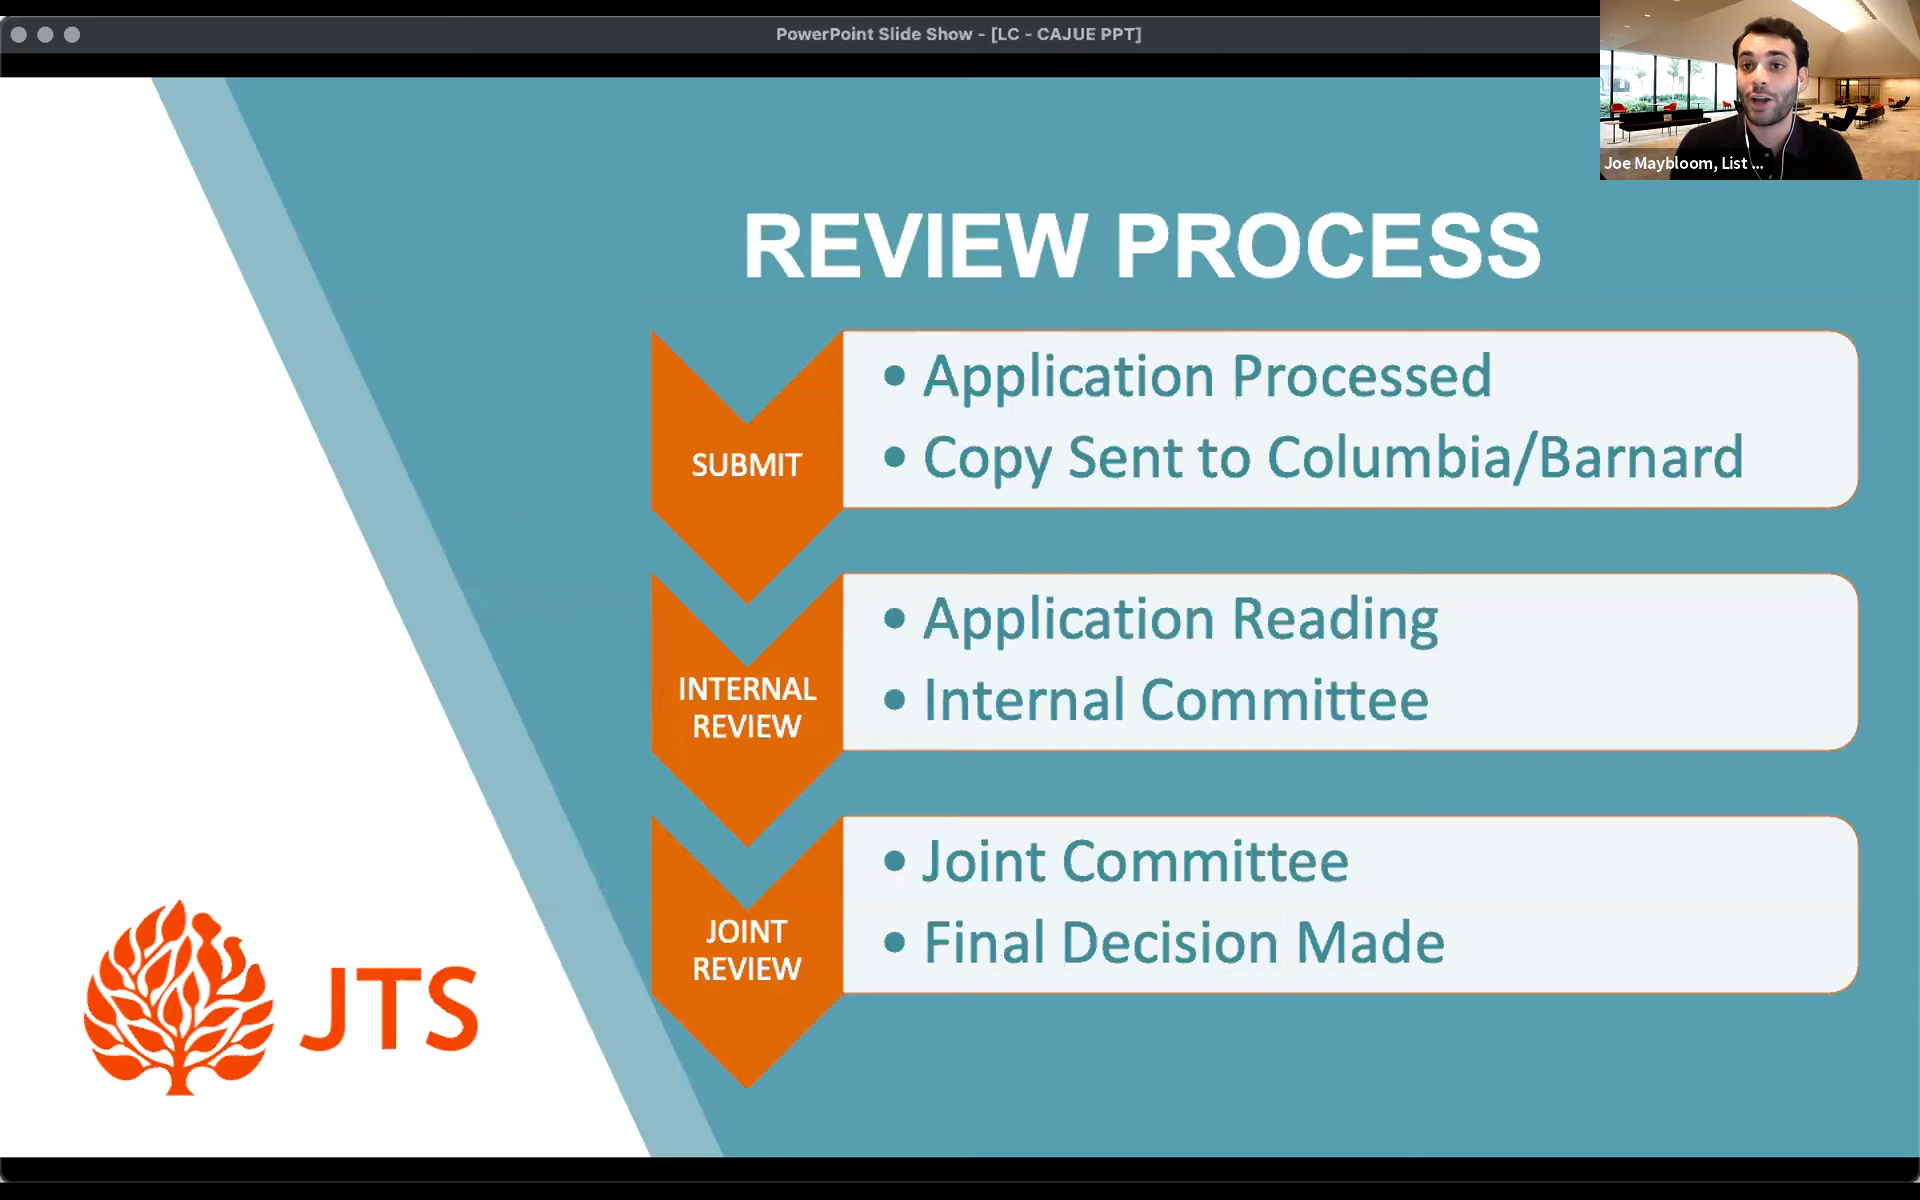 PowerPoint Slide Show - [LC - CAJUE PPT]
Joe Maybloom, List ...
REVIEW PROCESS
SUBMIT
• Application Processed
• Copy Sent to Columbia/Barnard
INTERNAL
REVIEW
• Application Reading
• Internal Committee
JOINT
REVIEW
• Joint Committee
• Final Decision Made
JTS